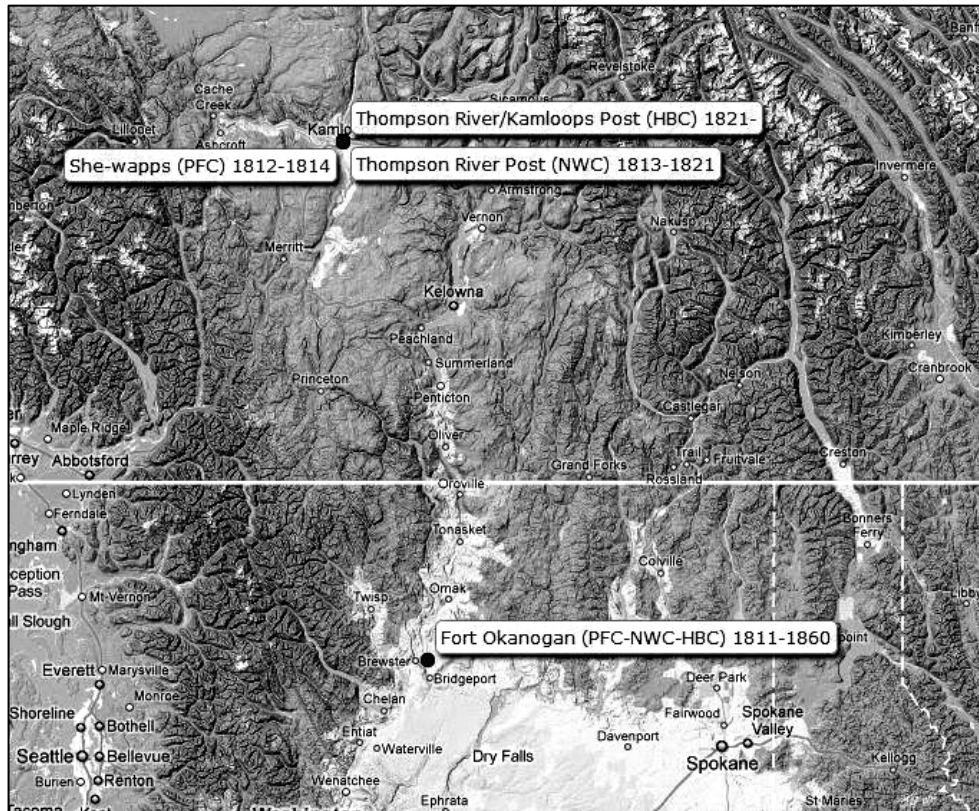 Revelstoke
Cache
Creek
Sicamous
Lillooet
Thompson River/Kamloops Post (HBC) 1821-
Ashcroft
She-wapps (PFC) 1812-1814
Thompson River Post (NWC) 1813-1821
Invermere
Armstrong
Vernon
Nakusp
Merritt
Kelowna
Peachland
Kimberley
Summerland
Cranbrook
Princeton
Penticton
Nelson
Castlegar
Maple Ridge
Oliver
Abbotsford
Trail
Fruitvale
Grand Forks
Creston
Rossland
Oroville
Lynden
Ferndale
Tonasket
Bonners
Ferry
Colville
Omak
Twisp
Mt-Vernon
Fort Okanogan (PFC-NWC-HBC) 1811-1860
Brewster
Everett
Marysville
Bridgeport
Deer Park
Monroe
Chelan
Shoreline
Bothell
Fairwood
Spokane
Valley
Entiat
Waterville
Davenport
Seattle
Bellevue
Dry Falls
Spokane
Kellogg
Burien
Renton
Wenatchee
St Maries
Ephrata